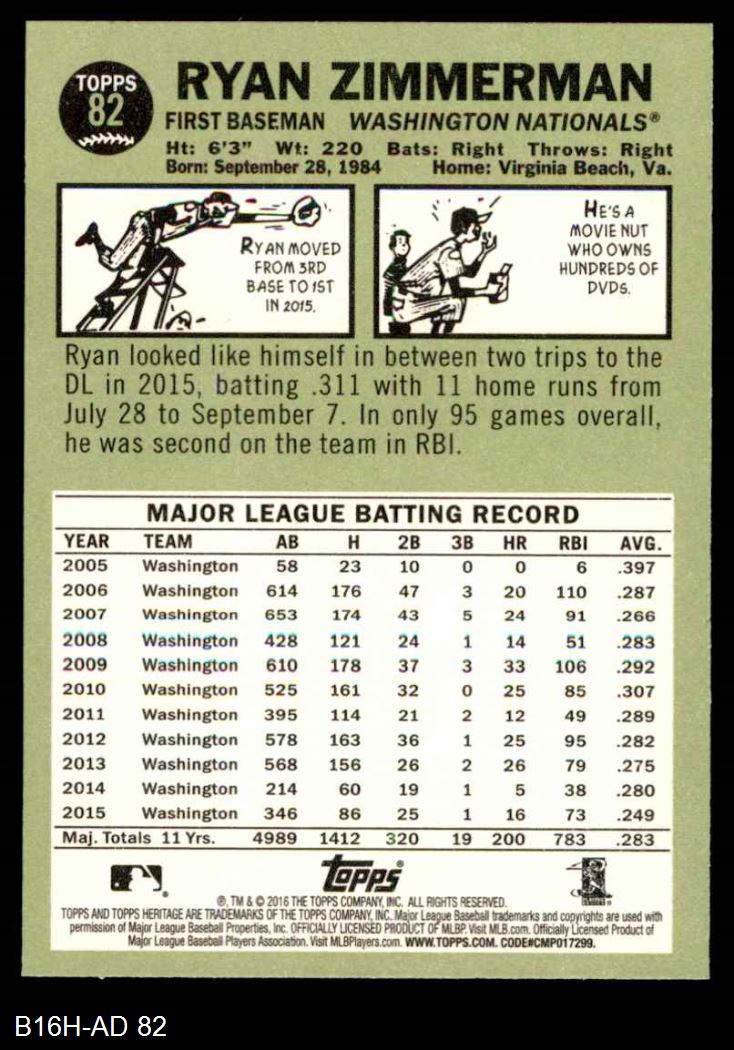 TOPPS
82
RYAN ZIMMERMAN
FIRST BASEMAN WASHINGTON NATIONALS®
Ht: 6'3" Wt: 220 Bats: Right Throws: Right
Born: September 28, 1984 Home: Virginia Beach, Va.
RYAN MOVED
FROM 3RD
BASE TO 1ST
IN 2015.
HE'S A
MOVIE NUT
WHO OWNS
HUNDREDS OF
DVDS.
Ryan looked like himself in between two trips to the
DL in 2015, batting .311 with 11 home runs from
July 28 to September 7. In only 95 games overall,
he was second on the team in RBI.
MAJOR LEAGUE BATTING RECORD
YEAR TEAM AB H 2B 3B HR RBI AVG.
2005 Washington 58 23 10 0 0 6 .397
2006 Washington 614 176 47 3 20 110 .287
2007 Washington 653 174 43 5 24 91 .266
2008 Washington 428 121 24 1 14 51 .283
2009 Washington 610 178 37 3 33 106 .292
2010 Washington 525 161 32 0 25 85 .307
2011 Washington 395 114 21 2 12 49 .289
2012 Washington 578 163 36 1 25 95 .282
2013 Washington 568 156 26 2 26 79 .275
2014 Washington 214 60 19 1 5 38 .280
2015 Washington 346 86 25 1 16 73 .249
Maj. Totals 11 Yrs. 4989 1412 320 19 200 783 .283
topps®
®, TM & © 2016 THE TOPPS COMPANY, INC. ALL RIGHTS RESERVED.
TOPPS AND TOPPS HERITAGE ARE TRADEMARKS OF THE TOPPS COMPANY, INC. Major League Baseball trademarks and copyrights are used with
permission of Major League Baseball Properties, Inc. OFFICIALLY LICENSED PRODUCT OF MLBP. Visit MLB.com. Officially Licensed Product of
Major League Baseball Players Association. Visit MLBPlayers.com. WWW.TOPPS.COM. CODE#CMP017299.
B16H-AD 82